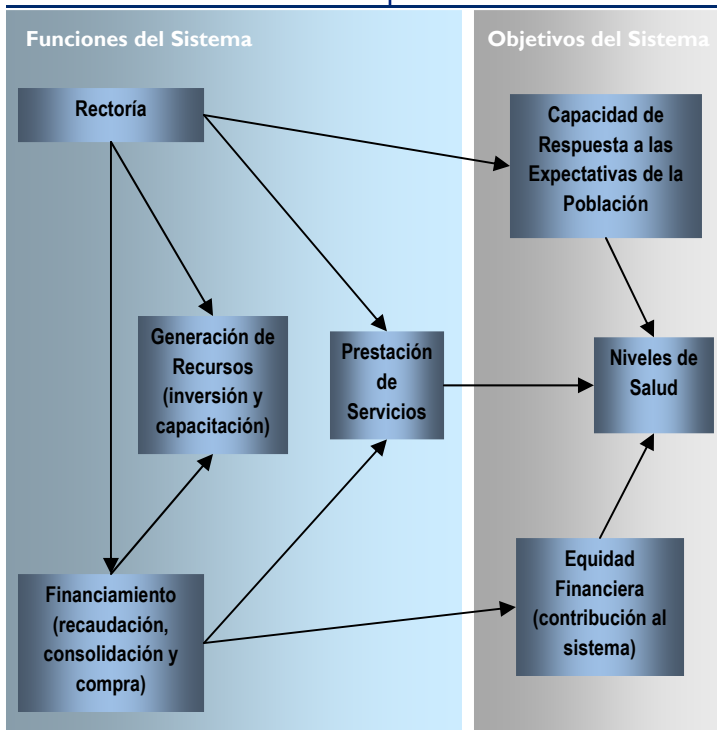 Funciones del Sistema
Objetivos del Sistema
Rectoría
Capacidad de
Respuesta a las
Expectativas de la
Población
Generación de
Recursos
(inversión y
capacitación)
Prestación
de
Servicios
Niveles de
Salud
Financiamiento
(recaudación,
consolidación y
compra)
Equidad
Financiera
(contribución al
sistema)